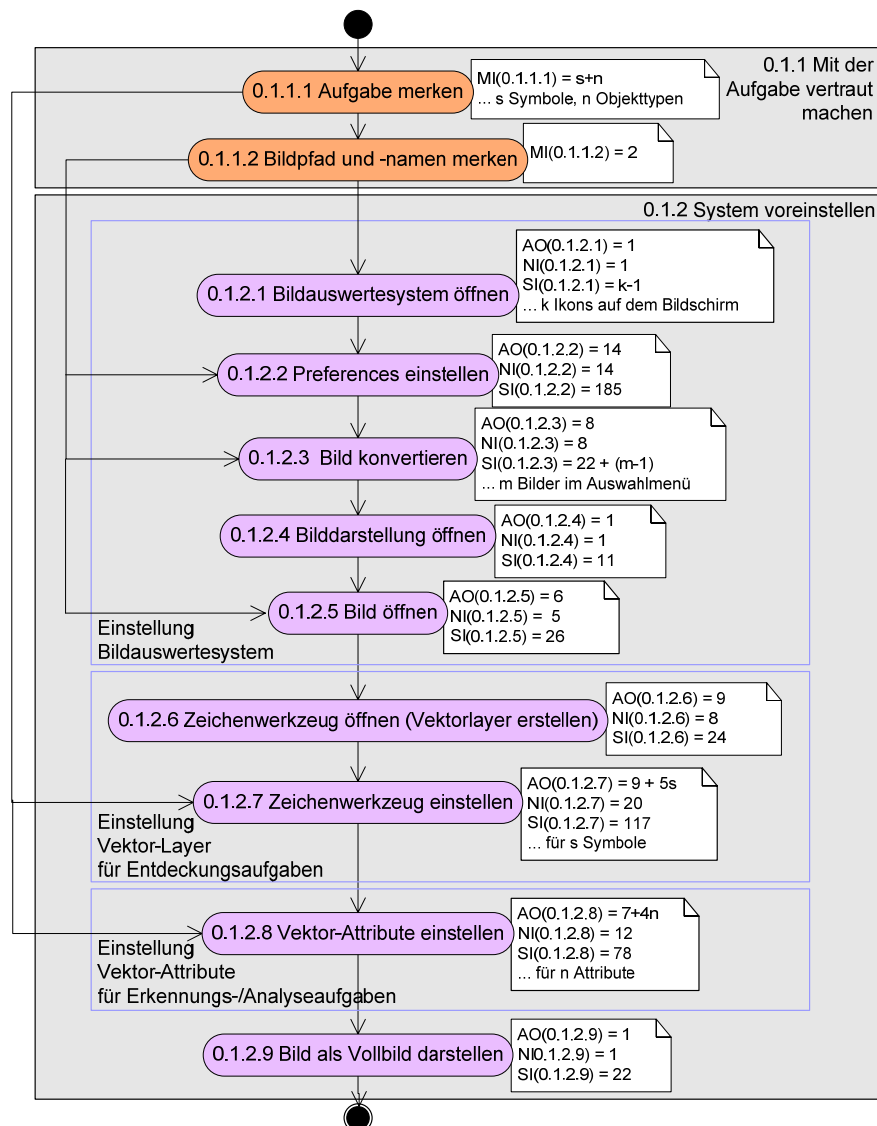 0.1.1 Mit der
Aufgabe vertraut
machen
0.1.1.1 Aufgabe merken
MI(0.1.1.1) = s+n
... s Symbole, n Objekttypen
0.1.1.2 Bildpfad und -namen merken
MI(0.1.1.2) = 2
0.1.2 System voreinstellen
0.1.2.1 Bildauswertesystem öffnen
AO(0.1.2.1) = 1
NI(0.1.2.1) = 1
SI(0.1.2.1) = k-1
... k Ikons auf dem Bildschirm
0.1.2.2 Preferences einstellen
AO(0.1.2.2) = 14
NI(0.1.2.2) = 14
SI(0.1.2.2) = 185
0.1.2.3 Bild konvertieren
AO(0.1.2.3) = 8
NI(0.1.2.3) = 8
SI(0.1.2.3) = 22 + (m-1)
... m Bilder im Auswahlmenü
0.1.2.4 Bilddarstellung öffnen
AO(0.1.2.4) = 1
NI(0.1.2.4) = 1
SI(0.1.2.4) = 11
0.1.2.5 Bild öffnen
AO(0.1.2.5) = 6
NI(0.1.2.5) = 5
SI(0.1.2.5) = 26
Einstellung
Bildauswertesystem
0.1.2.6 Zeichenwerkzeug öffnen (Vektorlayer erstellen)
AO(0.1.2.6) = 9
NI(0.1.2.6) = 8
SI(0.1.2.6) = 24
0.1.2.7 Zeichenwerkzeug einstellen
AO(0.1.2.7) = 9 + 5s
NI(0.1.2.7) = 20
SI(0.1.2.7) = 117
... für s Symbole
Einstellung
Vektor-Layer
für Entdeckungsaufgaben
0.1.2.8 Vektor-Attribute einstellen
AO(0.1.2.8) = 7+4n
NI(0.1.2.8) = 12
SI(0.1.2.8) = 78
... für n Attribute
Einstellung
Vektor-Attribute
für Erkennungs-/Analyseaufgaben
0.1.2.9 Bild als Vollbild darstellen
AO(0.1.2.9) = 1
NI0.1.2.9) = 1
SI(0.1.2.9) = 22